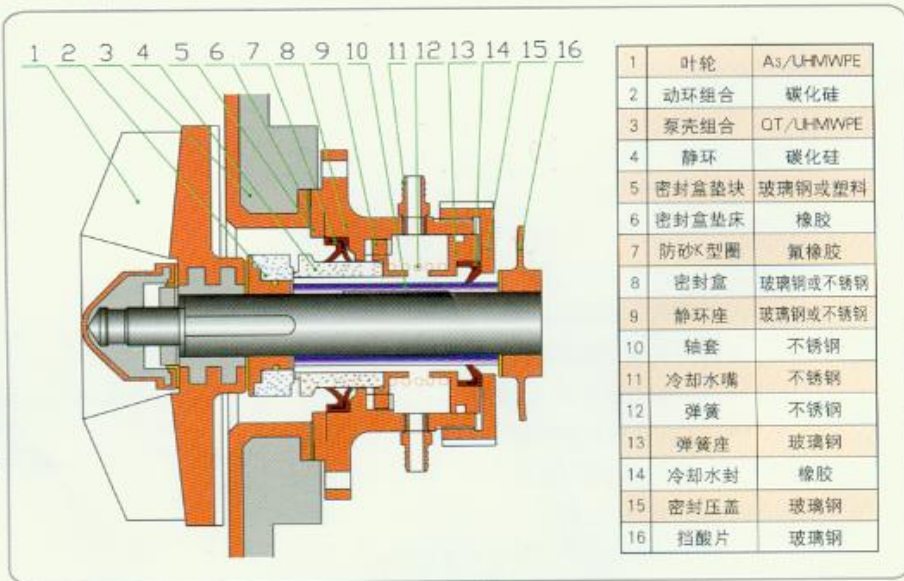 1 2 3 4 5 6 7 8 9 10 11 12 13 14 15 16
1 叶轮 A3/UHMWPE
2 动环组合 碳化硅
3 泵壳组合 QT/UHMWPE
4 静环 碳化硅
5 密封盒垫块 玻璃钢或塑料
6 密封盒垫床 橡胶
7 防砂K型圈 氟橡胶
8 密封盒 玻璃钢或不锈钢
9 静环座 玻璃钢或不锈钢
10 轴套 不锈钢
11 冷却水嘴 不锈钢
12 弹簧 不锈钢
13 弹簧座 玻璃钢
14 冷却水封 橡胶
15 密封压盖 玻璃钢
16 挡酸片 玻璃钢